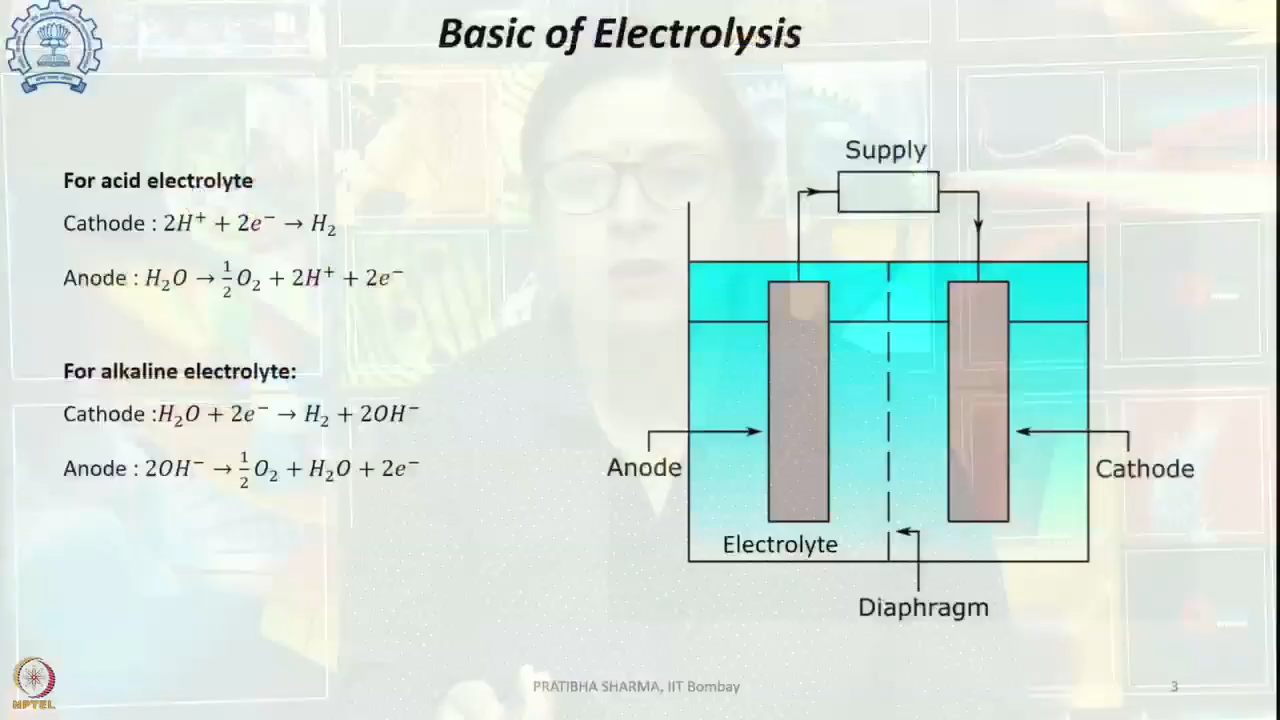 Basic of Electrolysis
For acid electrolyte
Cathode : 2H⁺ + 2e⁻ → H₂
Anode : H₂O → ½O₂ + 2H⁺ + 2e⁻
For alkaline electrolyte:
Cathode :H₂O + 2e⁻ → H₂ + 2OH⁻
Anode : 2OH⁻ → ½O₂ + H₂O + 2e⁻
Supply
Anode
Cathode
Electrolyte
Diaphragm
NPTEL
PRATIBHA SHARMA, IIT Bombay
3